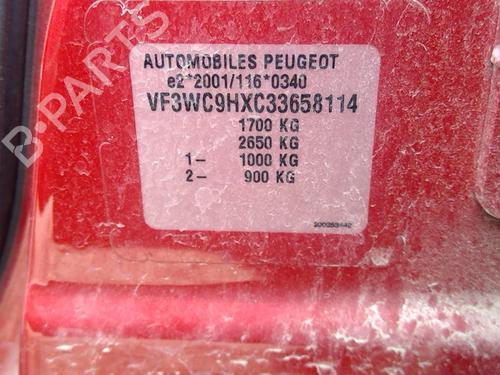 B-PARTS
AUTOMOBILES PEUGEOT
e2*2001/116*0340
VF3WC9HXC33658114
1700 KG
2650 KG
1- 1000 KG
2- 900 KG